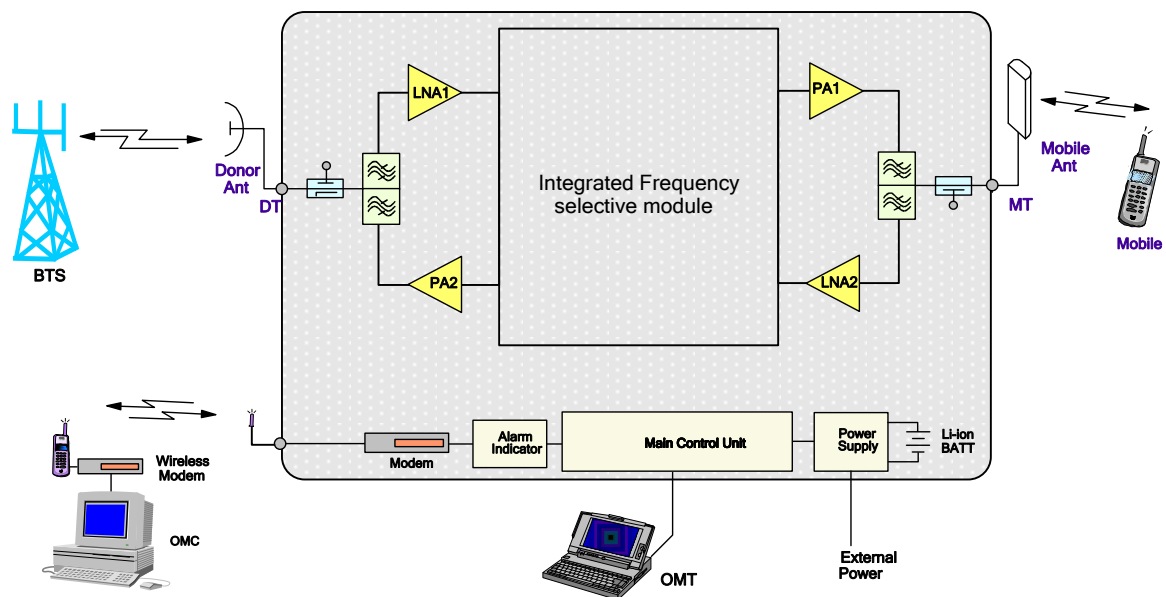 LNA1
PA1
Donor
Ant
DT
Integrated Frequency
selective module
Mobile
Ant
MT
Mobile
BTS
PA2
LNA2
Wireless
Modem
OMC
Modem
Alarm
Indicator
Main Control Unit
Power
Supply
Li-ion
BATT
OMT
External
Power